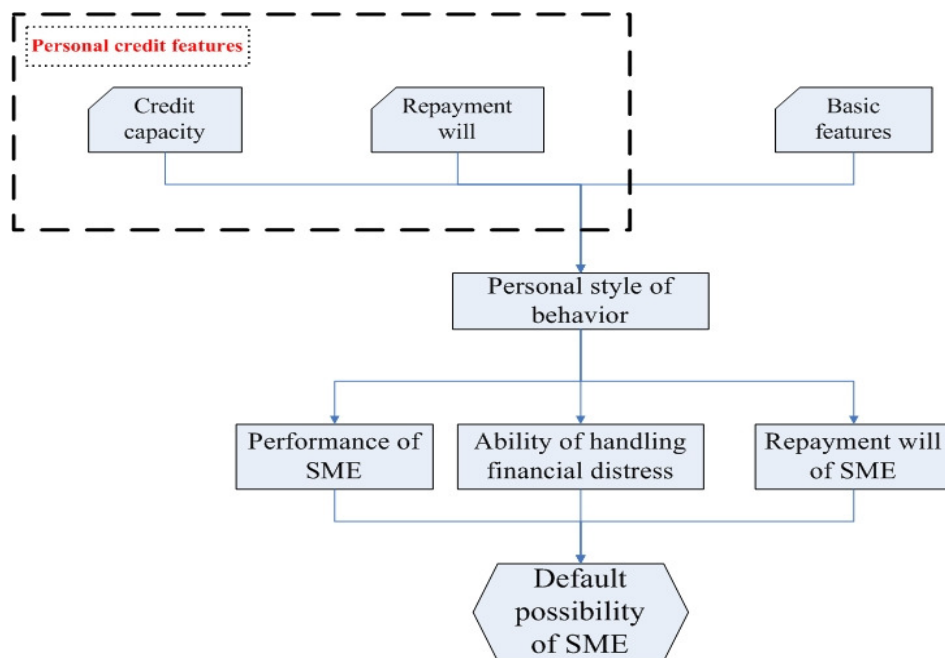 Personal credit features
Credit
capacity
Repayment
will
Basic
features
Personal style of
behavior
Performance of
SME
Ability of handling
financial distress
Repayment will
of SME
Default
possibility
of SME